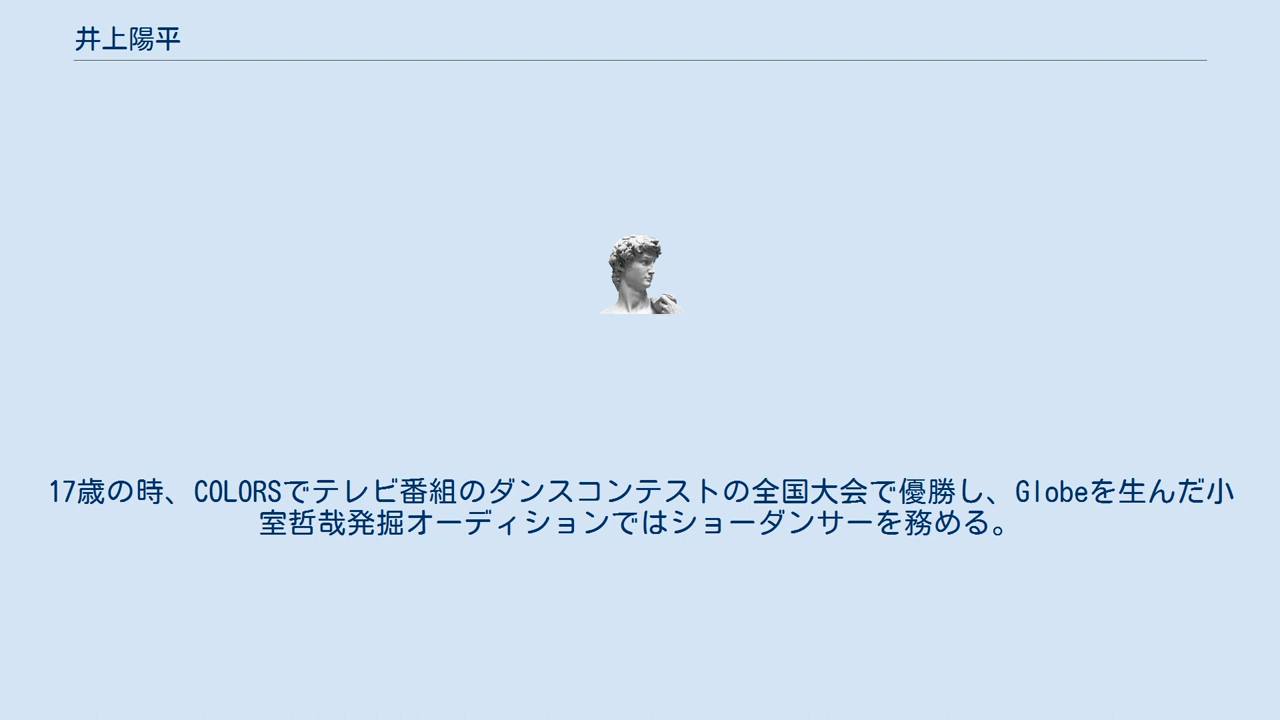 井上陽平
17歳の時、COLORSでテレビ番組のダンスコンテストの全国大会で優勝し、Globeを生んだ小
室哲哉発掘オーディションではショーダンサーを務める。